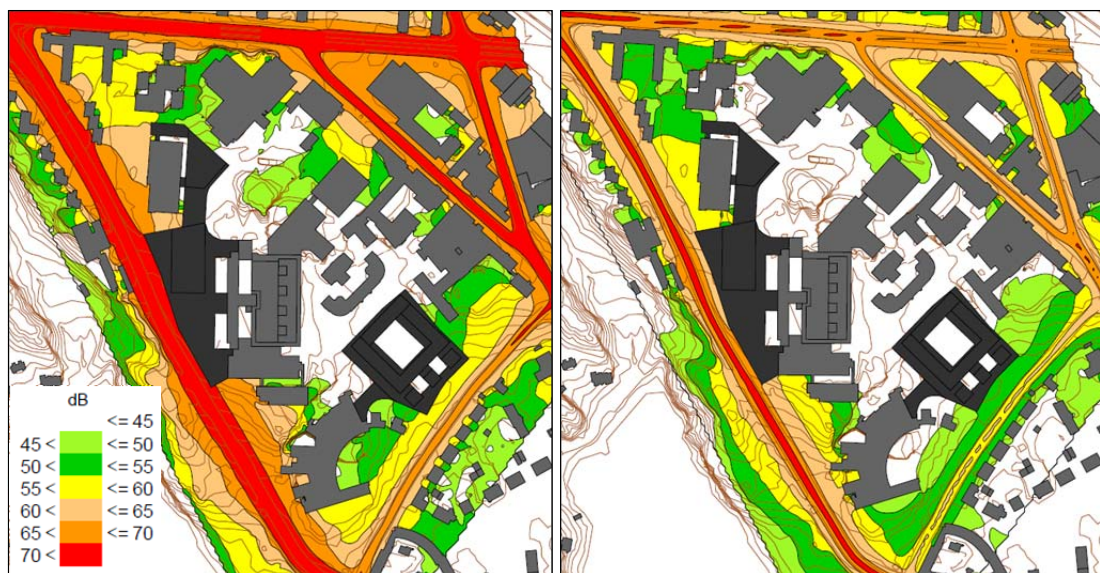 dB
<= 45
45 < <= 50
50 < <= 55
55 < <= 60
60 < <= 65
65 < <= 70
70 <